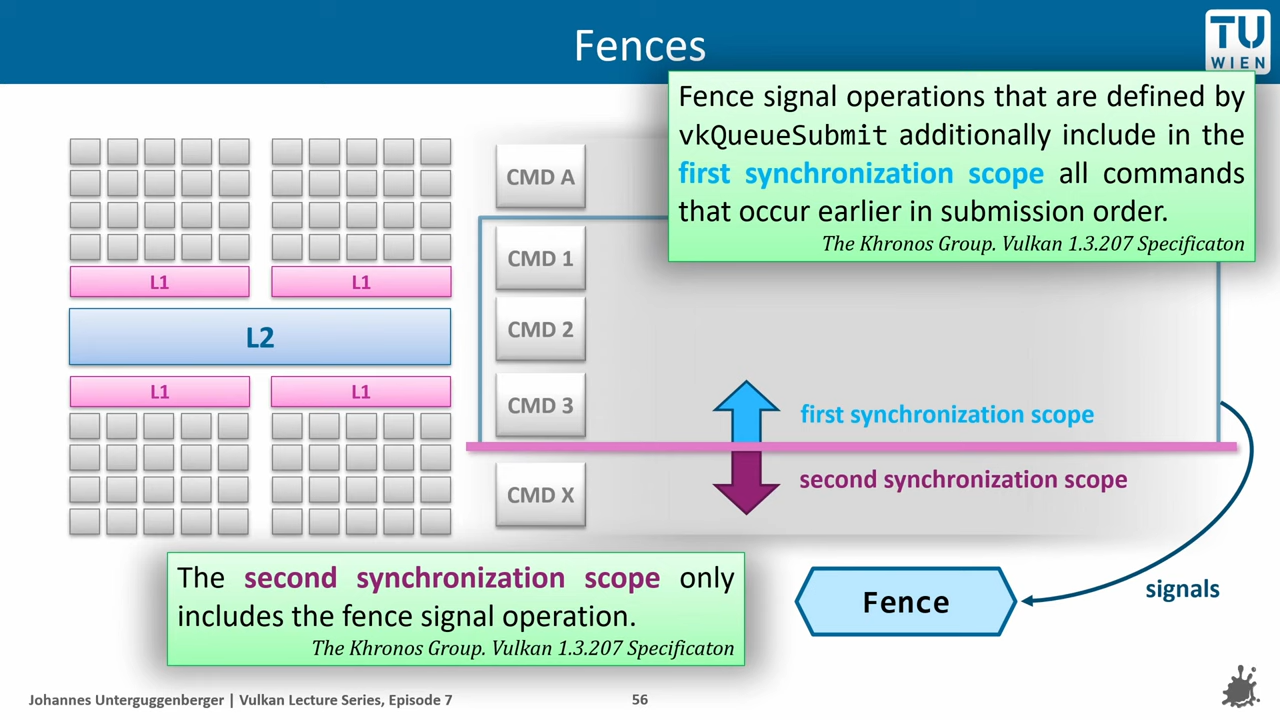 Fences
TU
WIEN
Fence signal operations that are defined by
vkQueueSubmit additionally include in the
first synchronization scope all commands
that occur earlier in submission order.
The Khronos Group. Vulkan 1.3.207 Specificaton
CMD A
CMD 1
CMD 2
CMD 3
CMD X
L1
L1
L2
L1
L1
first synchronization scope
second synchronization scope
The second synchronization scope only
includes the fence signal operation.
The Khronos Group. Vulkan 1.3.207 Specificaton
Fence
signals
Johannes Unterguggenberger | Vulkan Lecture Series, Episode 7
56